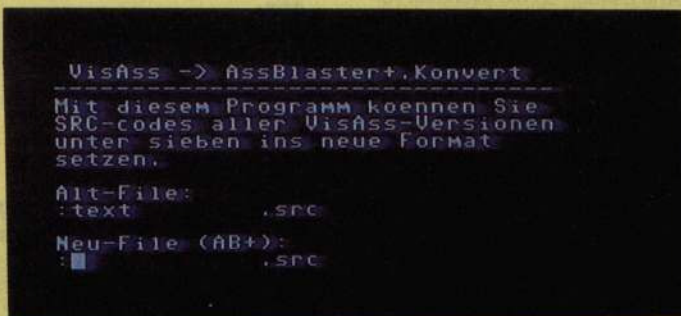 VisAss -> AssBlaster+.Konvert
------------------------------
Mit diesem Programm koennen Sie
SRC-codes aller VisAss-Versionen
unter sieben ins neue Format
setzen.
Alt-File:
:text .src
Neu-File (AB+):
: .src